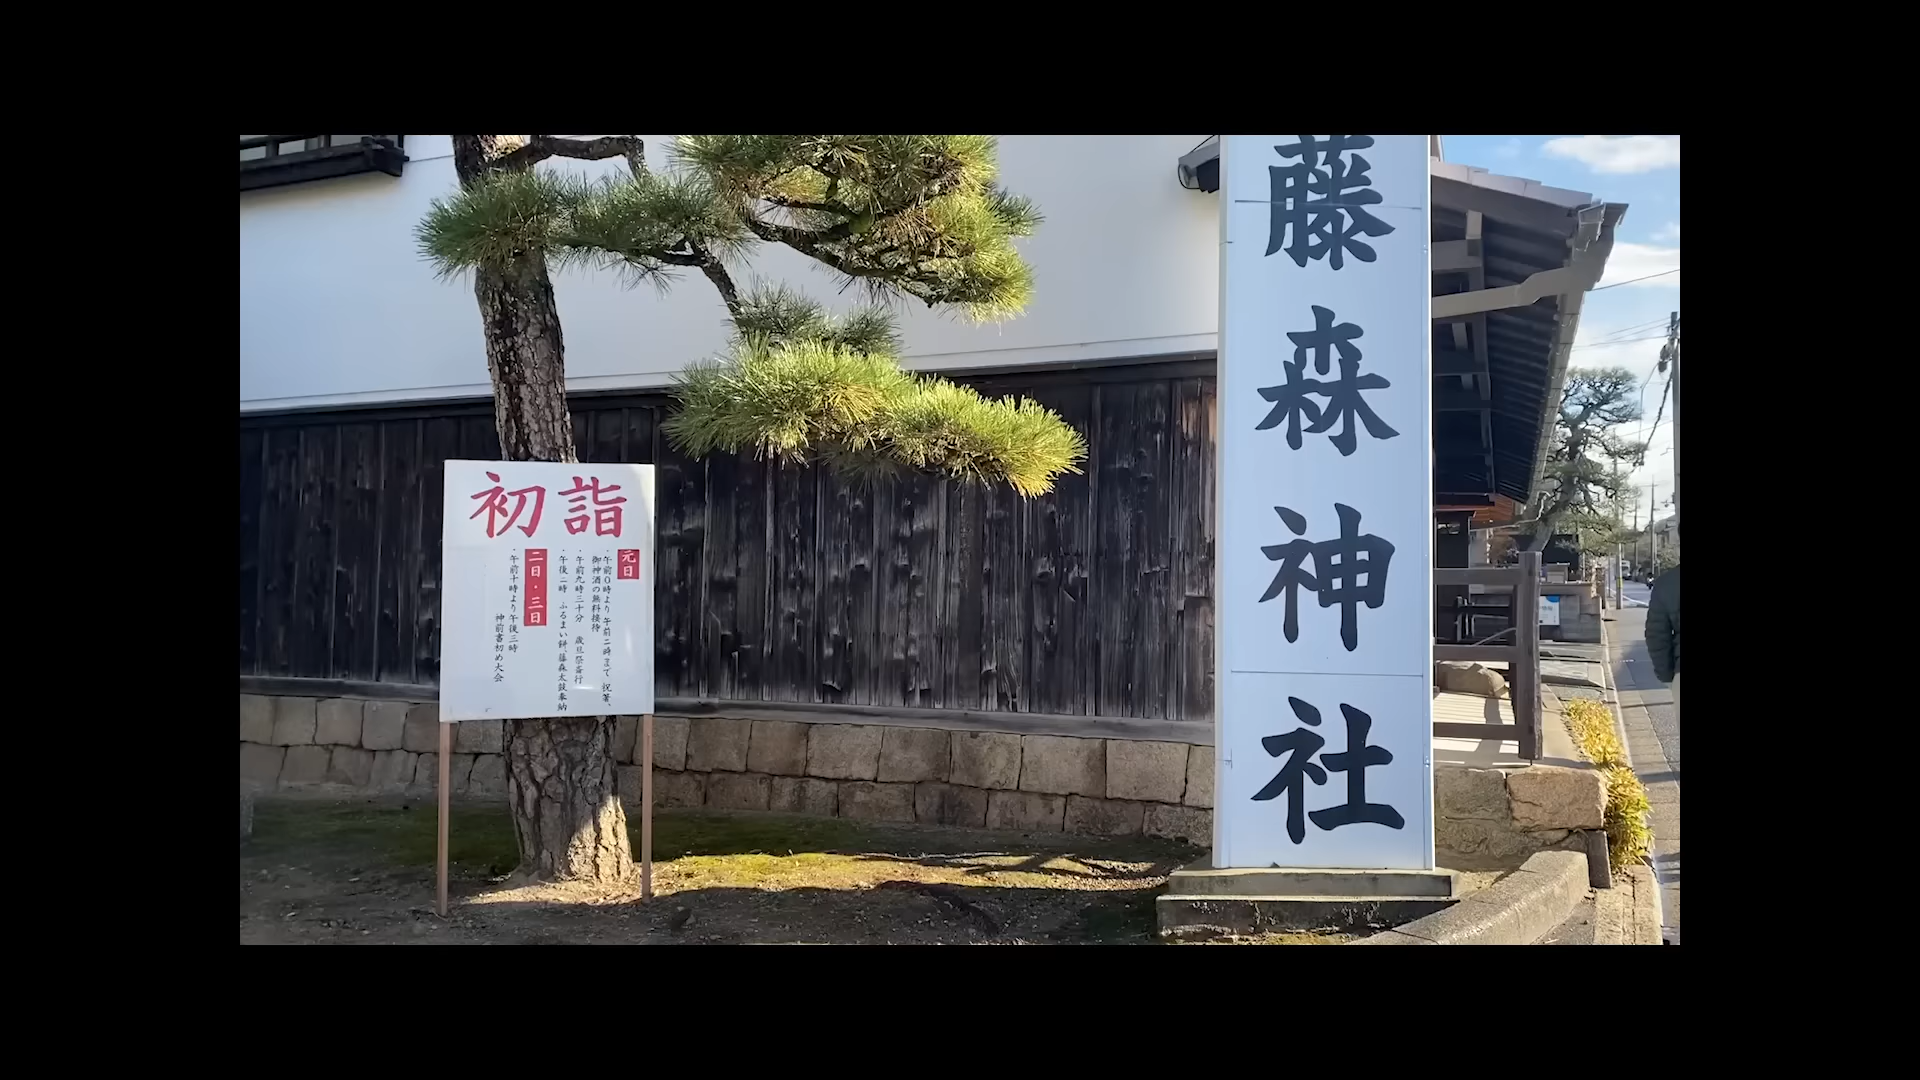 初詣
元日
・午前0時より 午前二時まで 祝箸、
御神酒の無料接待
・午前九時三十分 歳旦祭斎行
・午後二時 ふるまい餅、藤森太鼓奉納
二日・三日
・午前十時より午後三時
神前書初め大会
藤森神社